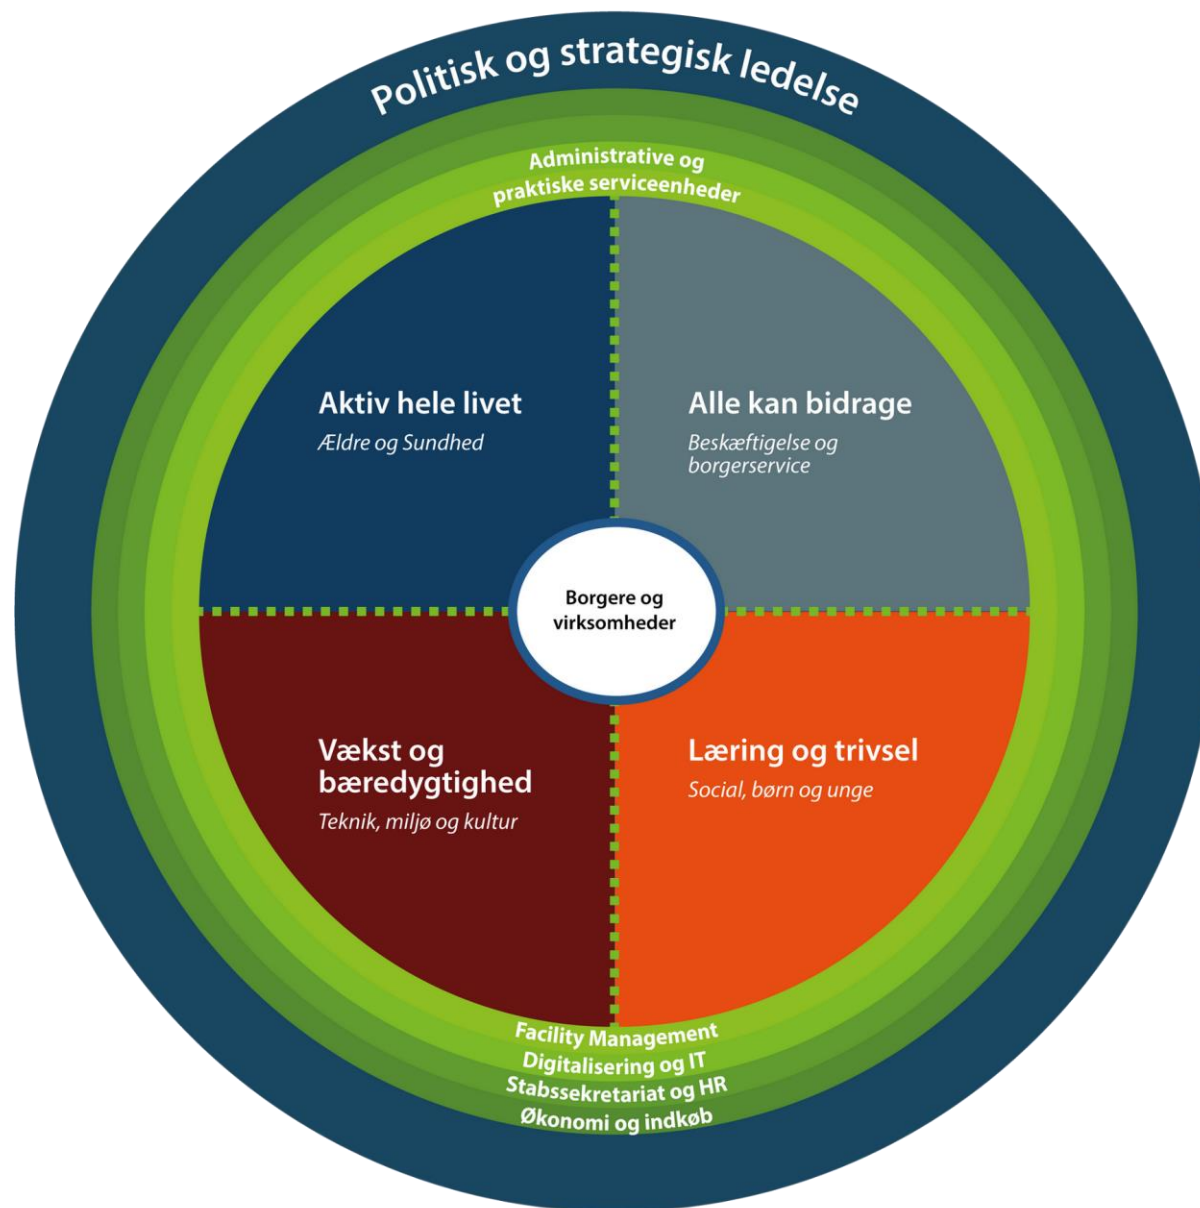 Politisk og strategisk ledelse
Administrative og
praktiske serviceenheder
Aktiv hele livet
Ældre og Sundhed
Alle kan bidrage
Beskæftigelse og
borgerservice
Borgere og
virksomheder
Vækst og
bæredygtighed
Teknik, miljø og kultur
Læring og trivsel
Social, børn og unge
Facility Management
Digitalisering og IT
Stabssekretariat og HR
Økonomi og indkøb